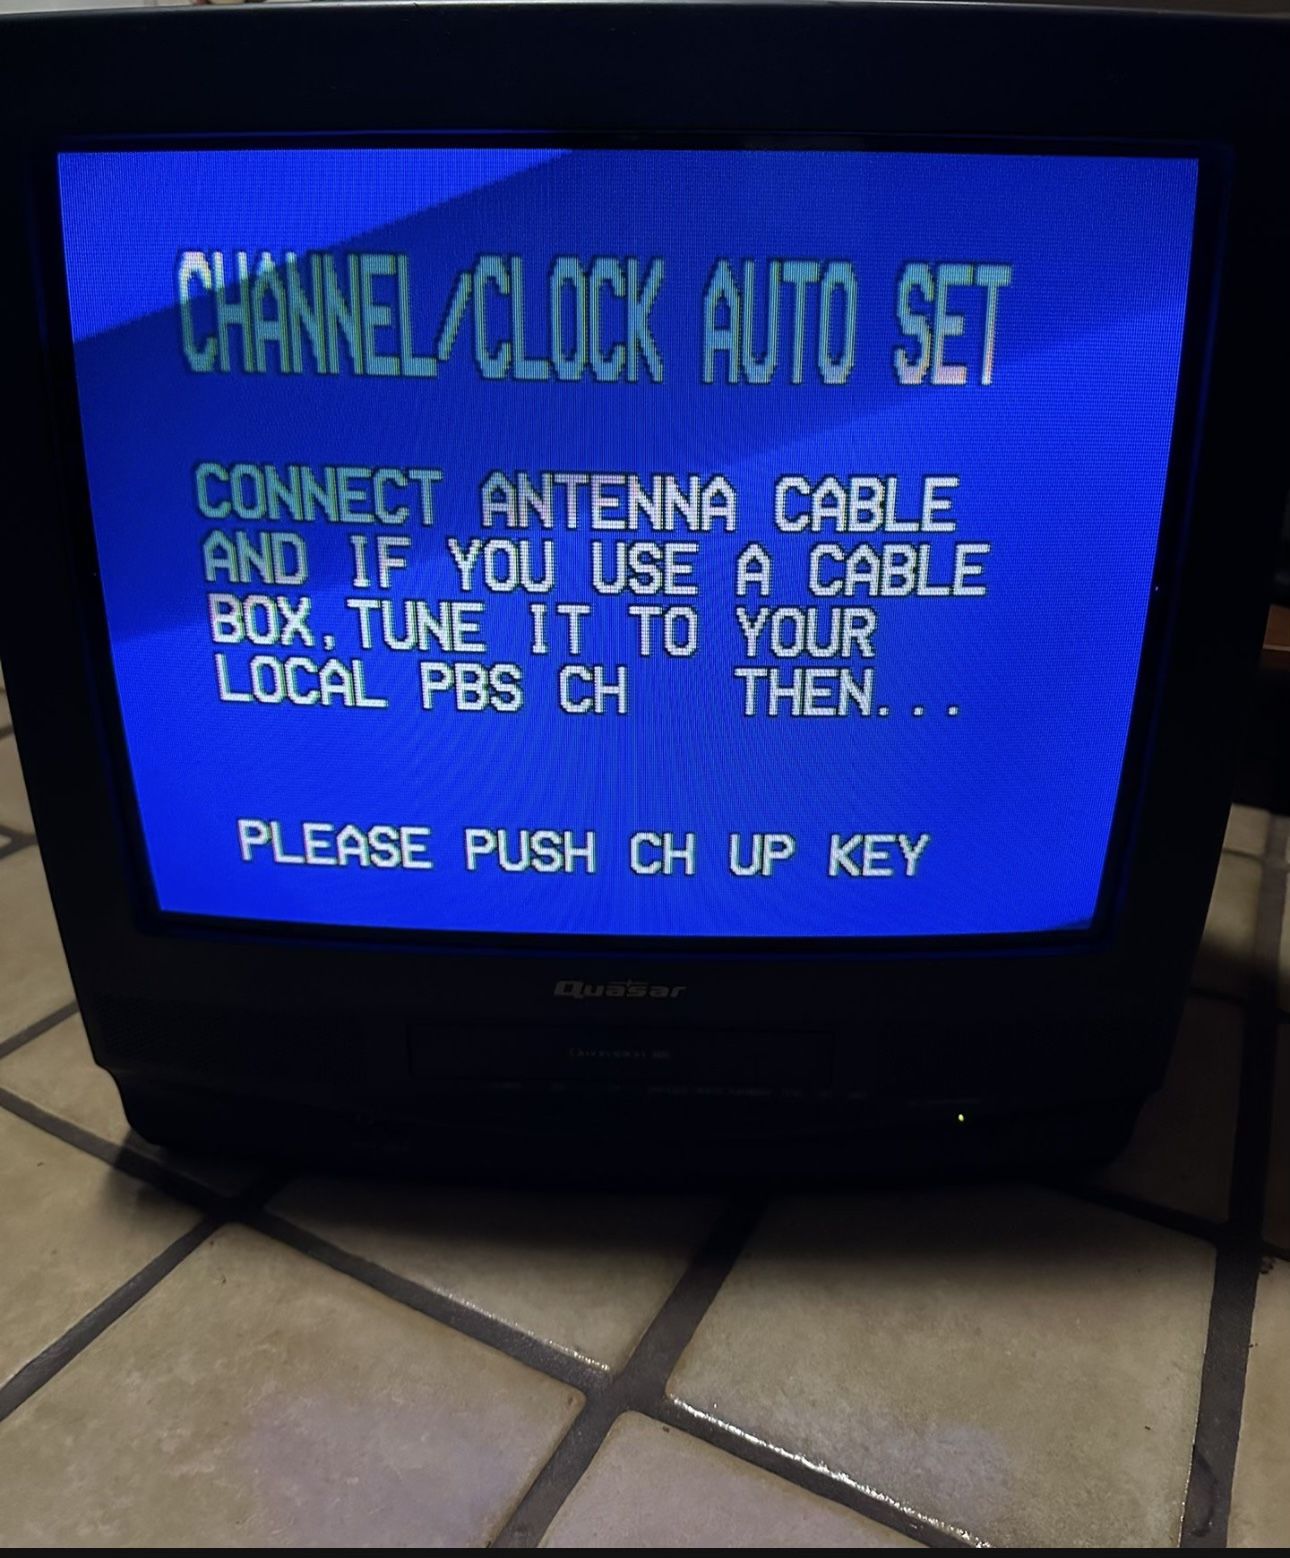 CHANNEL/CLOCK AUTO SET
CONNECT ANTENNA CABLE
AND IF YOU USE A CABLE
BOX,TUNE IT TO YOUR
LOCAL PBS CH THEN...
PLEASE PUSH CH UP KEY
Quasar